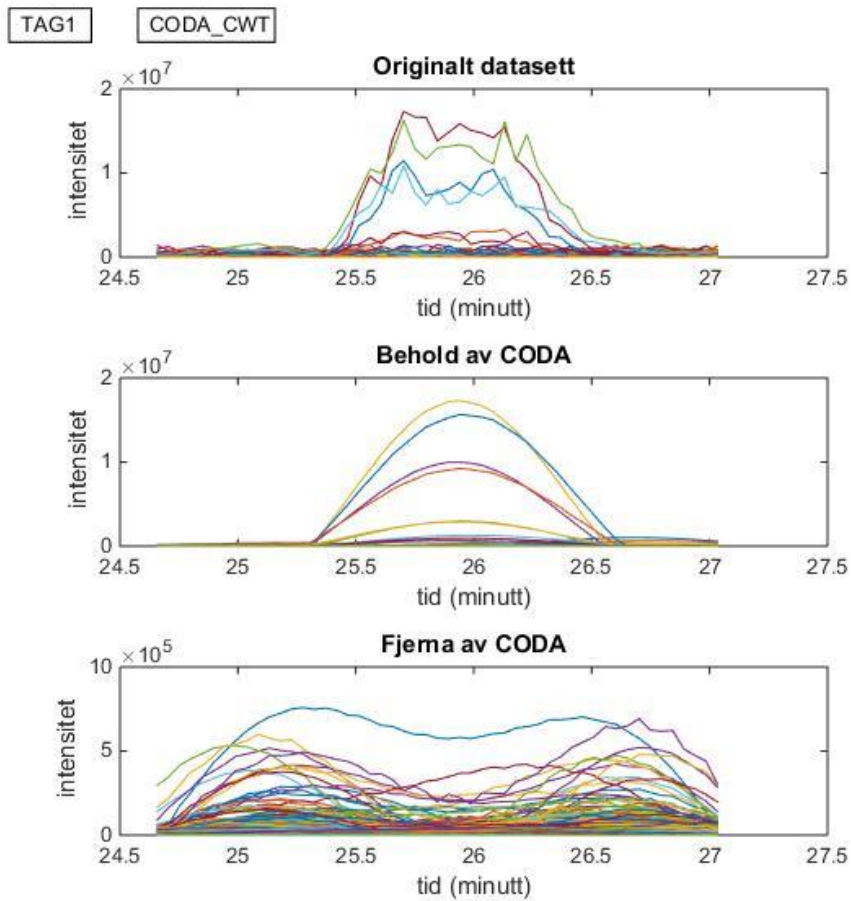 TAG1 CODA_CWT
Originalt datasett
×10^7
2
1
0
intensitet
24.5 25 25.5 26 26.5 27 27.5
tid (minutt)
Behold av CODA
×10^7
2
1
0
intensitet
24.5 25 25.5 26 26.5 27 27.5
tid (minutt)
Fjerna av CODA
×10^5
10
5
0
intensitet
24.5 25 25.5 26 26.5 27 27.5
tid (minutt)